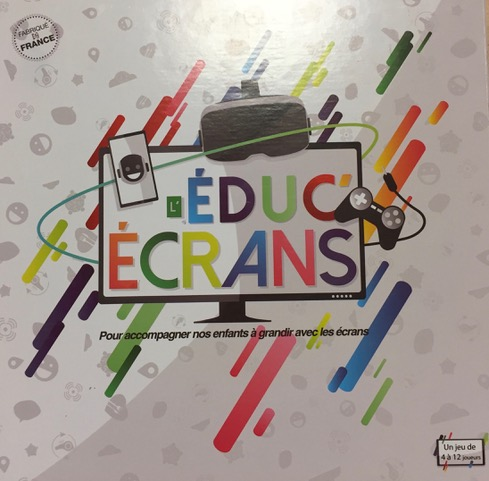 FABRIQUÉ
EN
FRANCE
L'ÉDUC'
ÉCRANS
Pour accompagner nos enfants à grandir avec les écrans
Un jeu de
4 à 12 joueurs